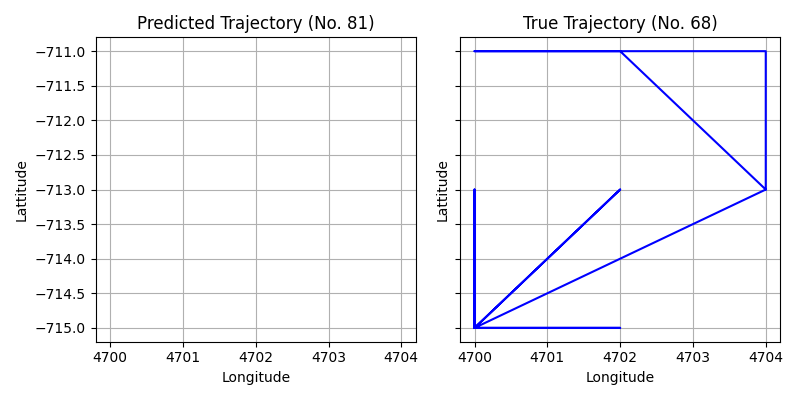 Predicted Trajectory (No. 81)
−711.0
−711.5
−712.0
−712.5
−713.0
−713.5
−714.0
−714.5
−715.0
Lattitude
4700 4701 4702 4703 4704
Longitude
True Trajectory (No. 68)
Lattitude
4700 4701 4702 4703 4704
Longitude